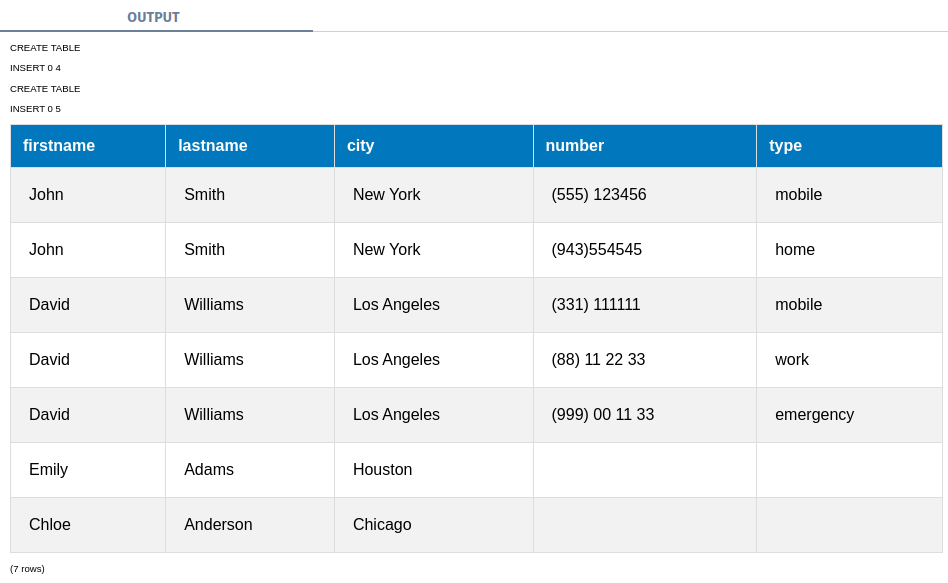 OUTPUT
CREATE TABLE
INSERT 0 4
CREATE TABLE
INSERT 0 5
firstname lastname city number type
John Smith New York (555) 123456 mobile
John Smith New York (943)554545 home
David Williams Los Angeles (331) 111111 mobile
David Williams Los Angeles (88) 11 22 33 work
David Williams Los Angeles (999) 00 11 33 emergency
Emily Adams Houston
Chloe Anderson Chicago
(7 rows)